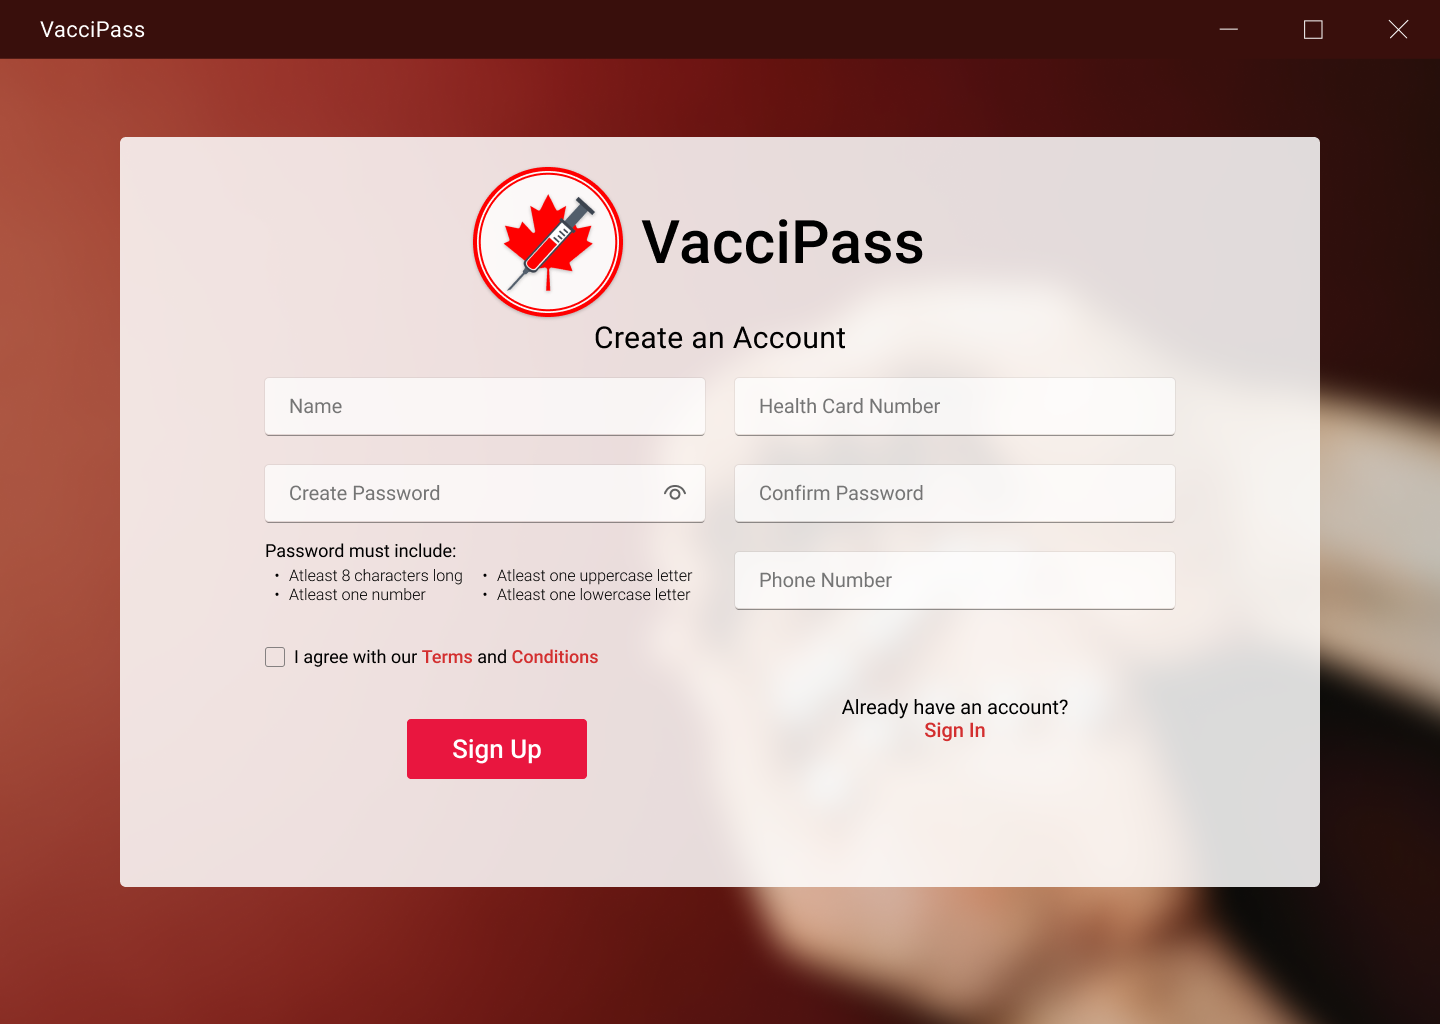 VacciPass
VacciPass
Create an Account
Name
Health Card Number
Create Password
Confirm Password
Password must include:
• Atleast 8 characters long
• Atleast one uppercase letter
• Atleast one number
• Atleast one lowercase letter
Phone Number
I agree with our Terms and Conditions
Already have an account?
Sign In
Sign Up